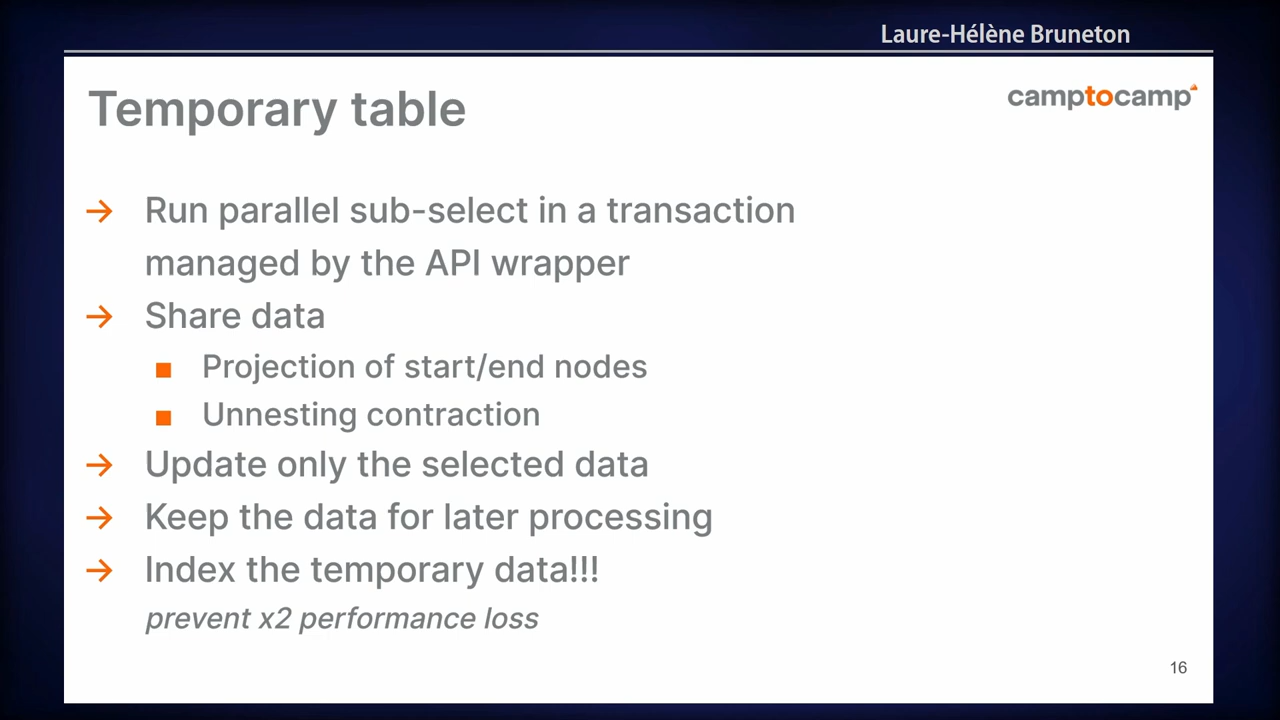 Laure-Hélène Bruneton
Temporary table
camptocamp
→ Run parallel sub-select in a transaction
managed by the API wrapper
→ Share data
■ Projection of start/end nodes
■ Unnesting contraction
→ Update only the selected data
→ Keep the data for later processing
→ Index the temporary data!!!
prevent x2 performance loss
16